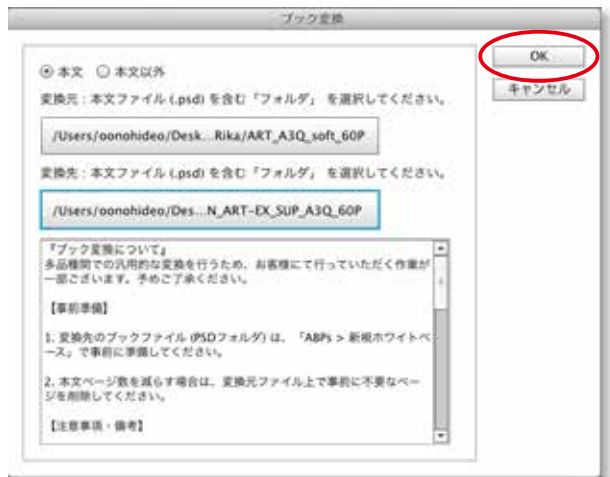 ブック変換
OK
キャンセル
本文 本文以外
変換元：本文ファイル (.psd) を含む「フォルダ」 を選択してください。
/Users/oonohideo/Desk...Rika/ART_A3Q_soft_60P
変換先：本文ファイル (.psd) を含む「フォルダ」 を選択してください。
/Users/oonohideo/Des...N_ART-EX_SUP_A3Q_60P
『ブック変換について』
多品種間での汎用的な変換を行うため、お客様にて行っていただく作業が
一部ございます。予めご了承ください。
【事前準備】
1. 変換先のブックファイル (PSDフォルダ) は、「ABPs > 新規ホワイトベ
ース」で事前に準備してください。
2. 本文ページ数を減らす場合は、変換元ファイル上で事前に不要なペー
ジを削除してください。
【注意事項・備考】